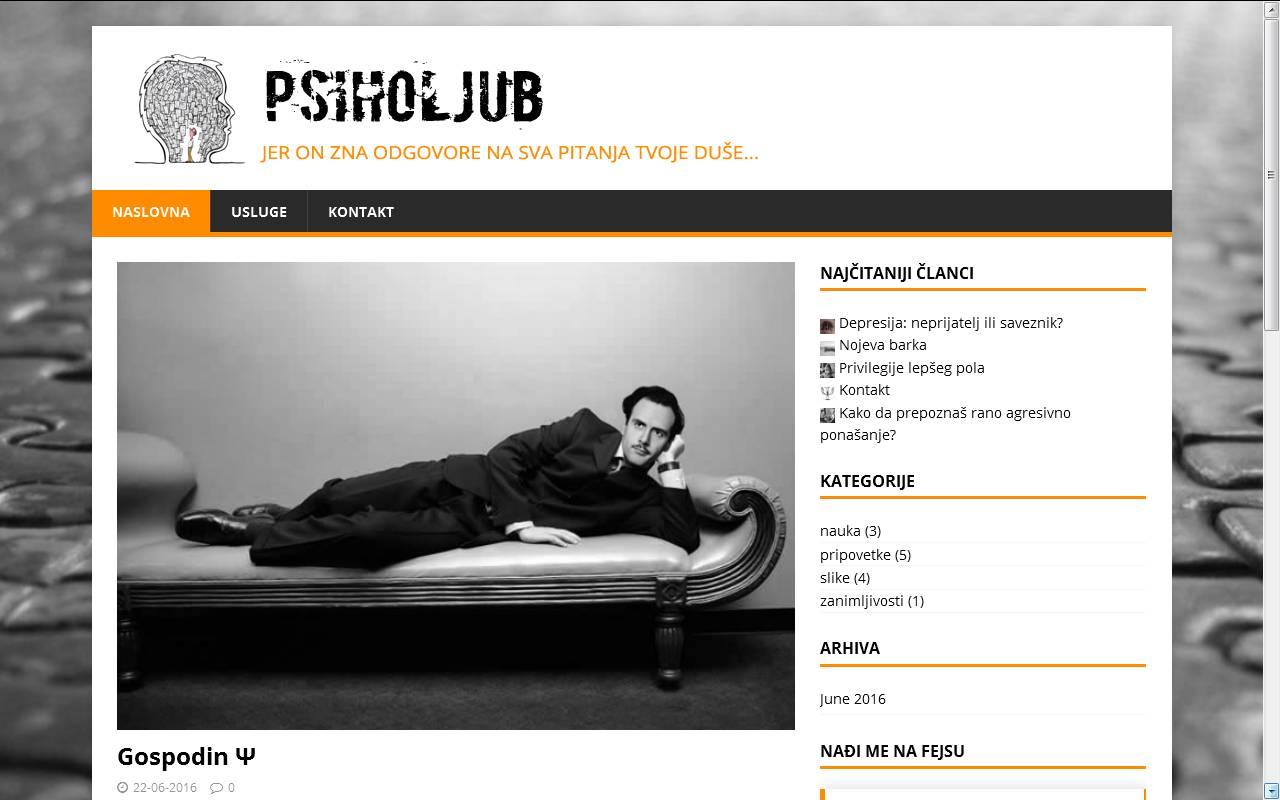 PSIHOLJUB
JER ON ZNA ODGOVORE NA SVA PITANJA TVOJE DUŠE...
NASLOVNA
USLUGE
KONTAKT
Gospodin Ψ
22-06-2016
0
NAJČITANIJI ČLANCI
Depresija: neprijatelj ili saveznik?
Nojeva barka
Privilegije lepšeg pola
Kontakt
Kako da prepoznaš rano agresivno
ponašanje?
KATEGORIJE
nauka (3)
pripovetke (5)
slike (4)
zanimljivosti (1)
ARHIVA
June 2016
NAĐI ME NA FEJSU